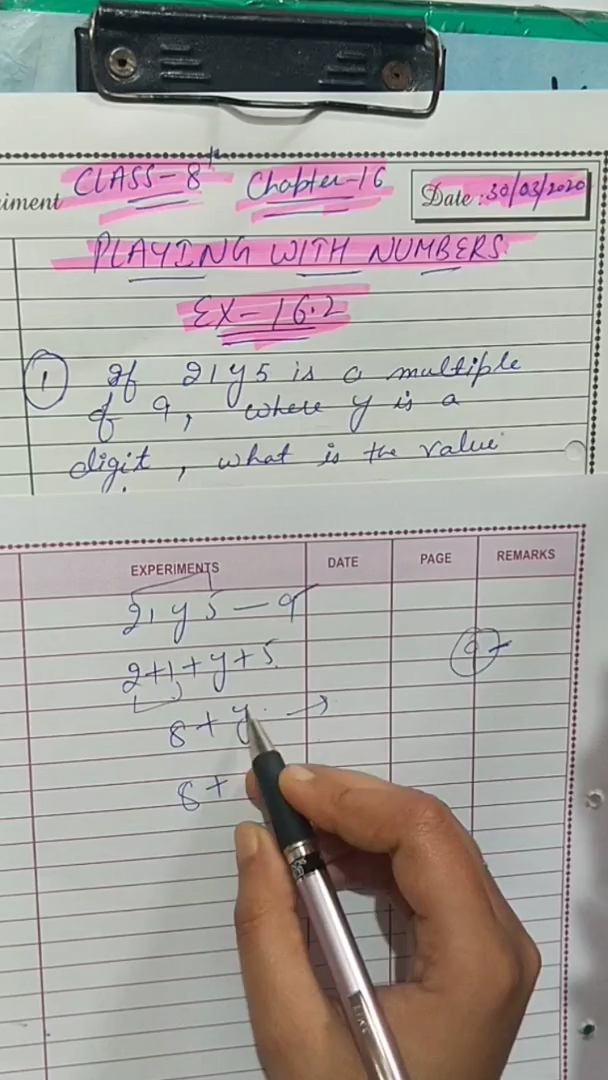 iment
CLASS-8th Chapter-16
Date : 30/03/2020
PLAYING WITH NUMBERS.
EX-16.2
1 If 21y5 is a multiple
of 9, where y is a
digit, what is the value
EXPERIMENTS DATE PAGE REMARKS
21y5 - 9
2+1+y+5
9
8+y →
8+